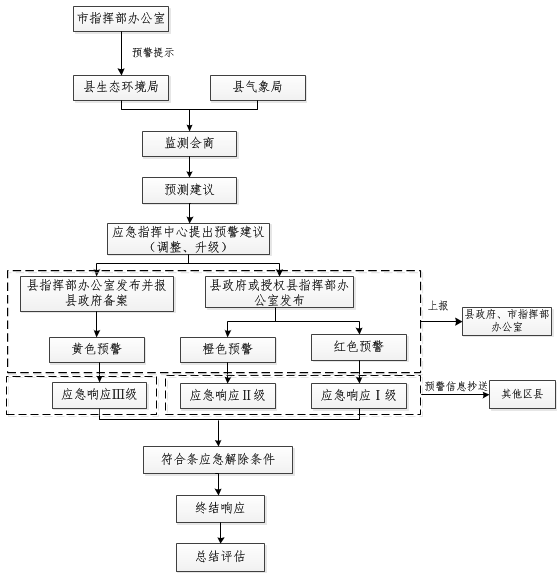 市指挥部办公室
预警提示
县生态环境局
县气象局
监测会商
预测建议
应急指挥中心提出预警建议
（调整、升级）
县指挥部办公室发布并报
县政府备案
县政府或授权县指挥部办
公室发布
上报
县政府、市指挥部
办公室
黄色预警
橙色预警
红色预警
应急响应Ⅲ级
应急响应Ⅱ级
应急响应Ⅰ级
预警信息抄送
其他区县
符合条应急解除条件
终结响应
总结评估